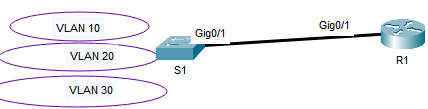 VLAN 10
Gig0/1
Gig0/1
VLAN 20
S1
R1
VLAN 30